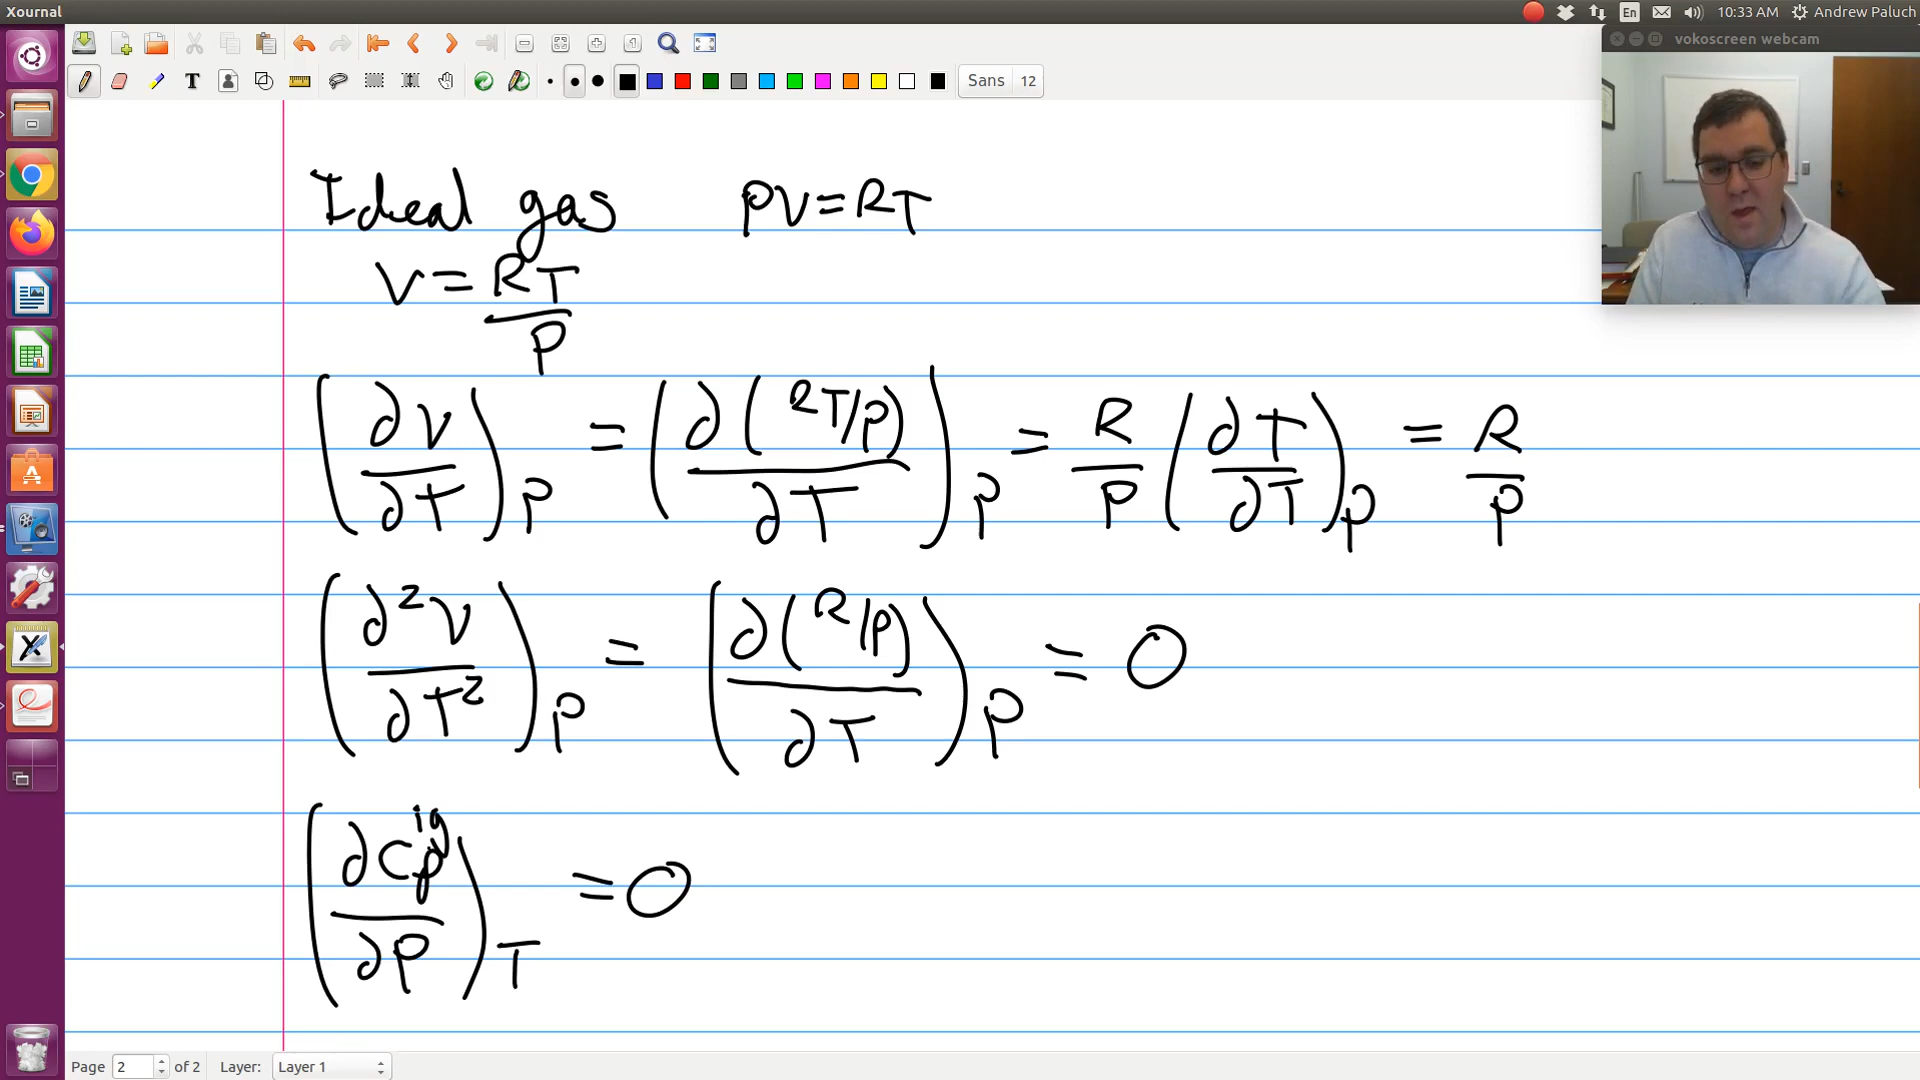 Xournal
En
10:33 AM
Andrew Paluch
vokoscreen webcam
T
Sans 12
Ideal gas PV=RT
V = RT/P
(∂V/∂T)_P = (∂(RT/P)/∂T)_P = R/P (∂T/∂T)_P = R/P
(∂²V/∂T²)_P = (∂(R/P)/∂T)_P = 0
(∂C_P^ig/∂P)_T = 0
Page 2 of 2 Layer: Layer 1